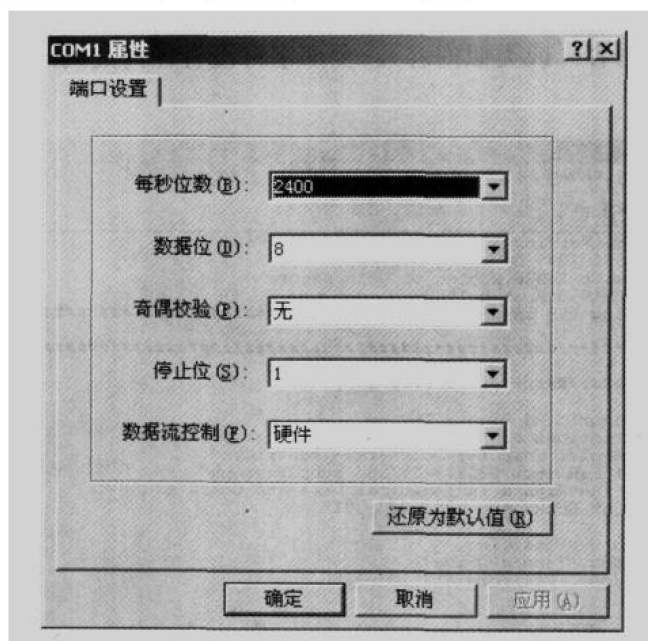 COM1 属性
端口设置
每秒位数(B): 2400
数据位(D): 8
奇偶校验(P): 无
停止位(S): 1
数据流控制(F): 硬件
还原为默认值(R)
确定 取消 应用(A)